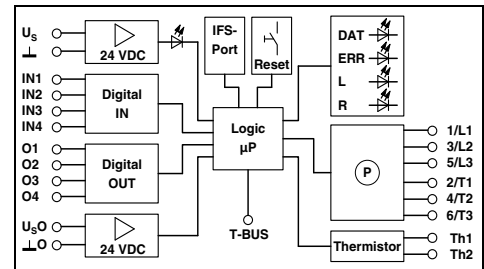 US
⊥
24 VDC
IFS-
Port
Reset
DAT
ERR
L
R
IN1
IN2
IN3
IN4
Digital
IN
Logic
µP
O1
O2
O3
O4
Digital
OUT
P
1/L1
3/L2
5/L3
2/T1
4/T2
6/T3
USO
⊥O
24 VDC
T-BUS
Thermistor
Th1
Th2